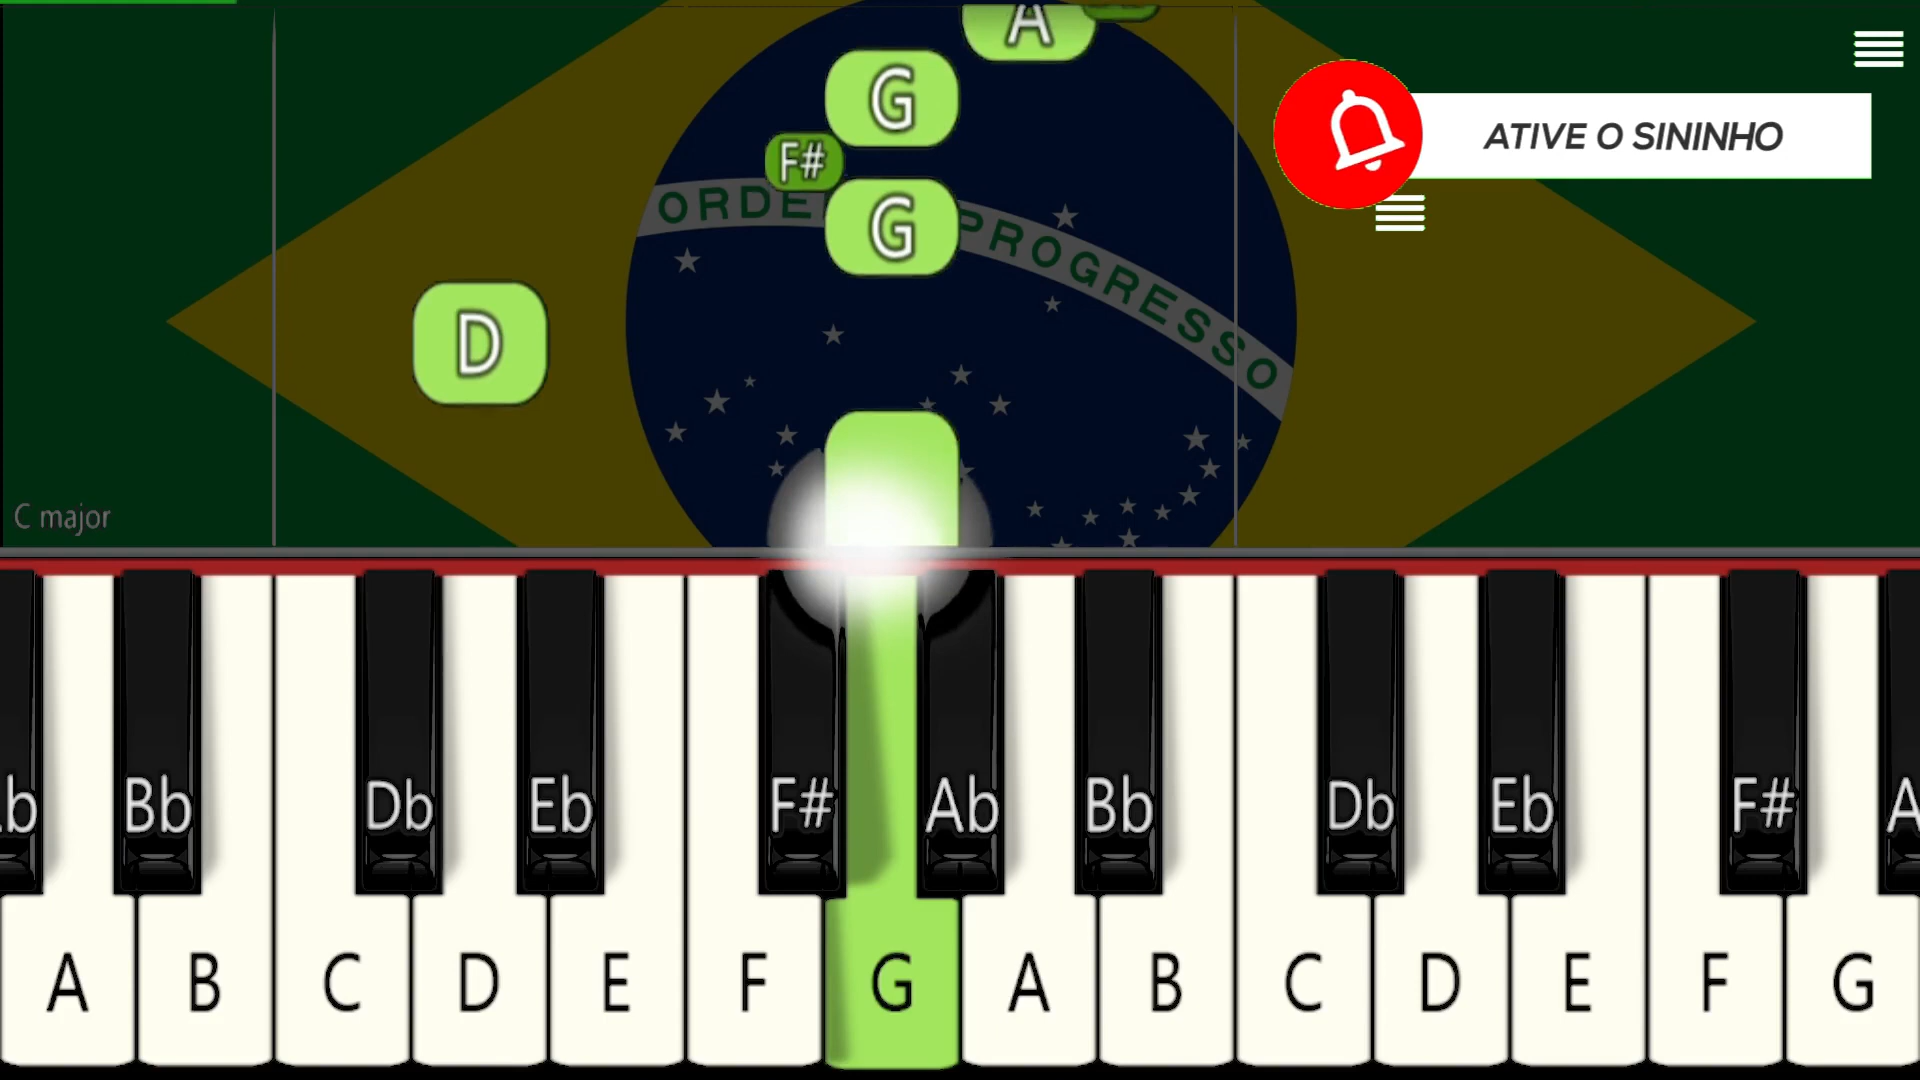 A
G
ATIVE O SININHO
F#
ORDE PROGRESSO
G
D
C major
b Bb Db Eb F# Ab Bb Db Eb F# A
A B C D E F G A B C D E F G